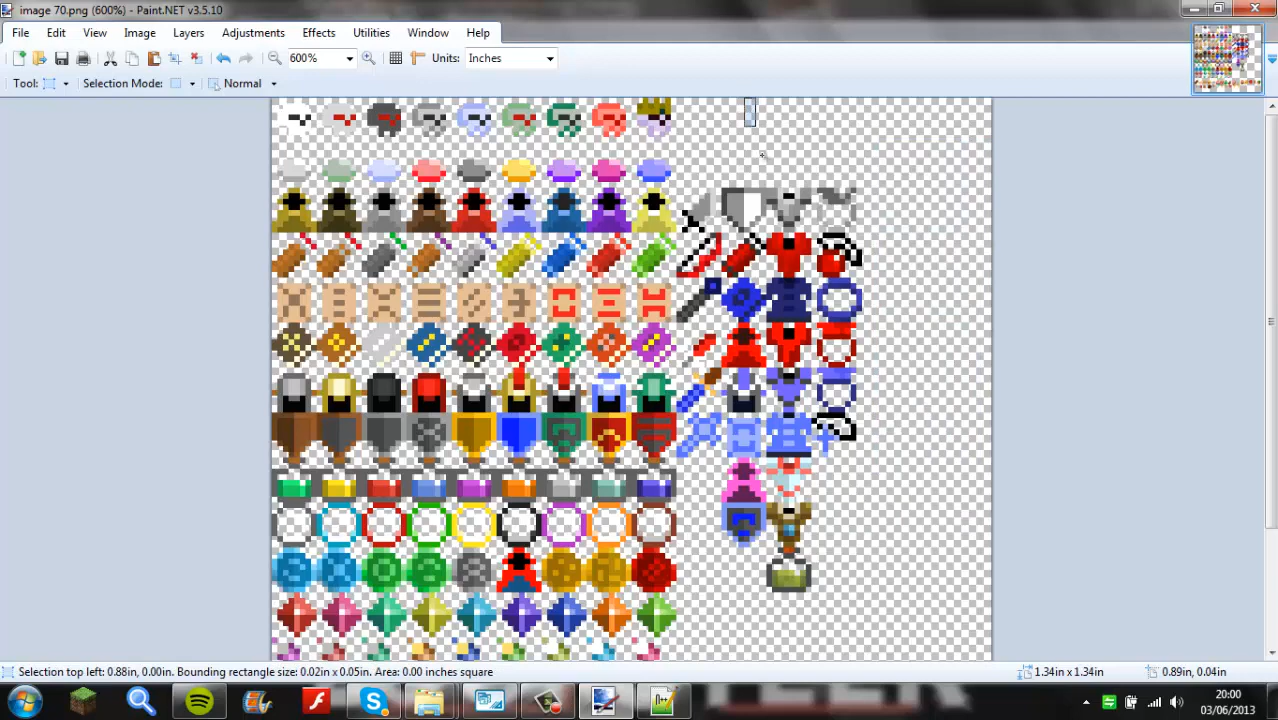 image 70.png (600%) - Paint.NET v3.5.10
File Edit View Image Layers Adjustments Effects Utilities Window Help
600% Units: Inches
Tool: Selection Mode: Normal
Selection top left: 0.88in, 0.00in. Bounding rectangle size: 0.02in x 0.05in. Area: 0.00 inches square 1.34in x 1.34in 0.89in, 0.04in
20:00
03/06/2013